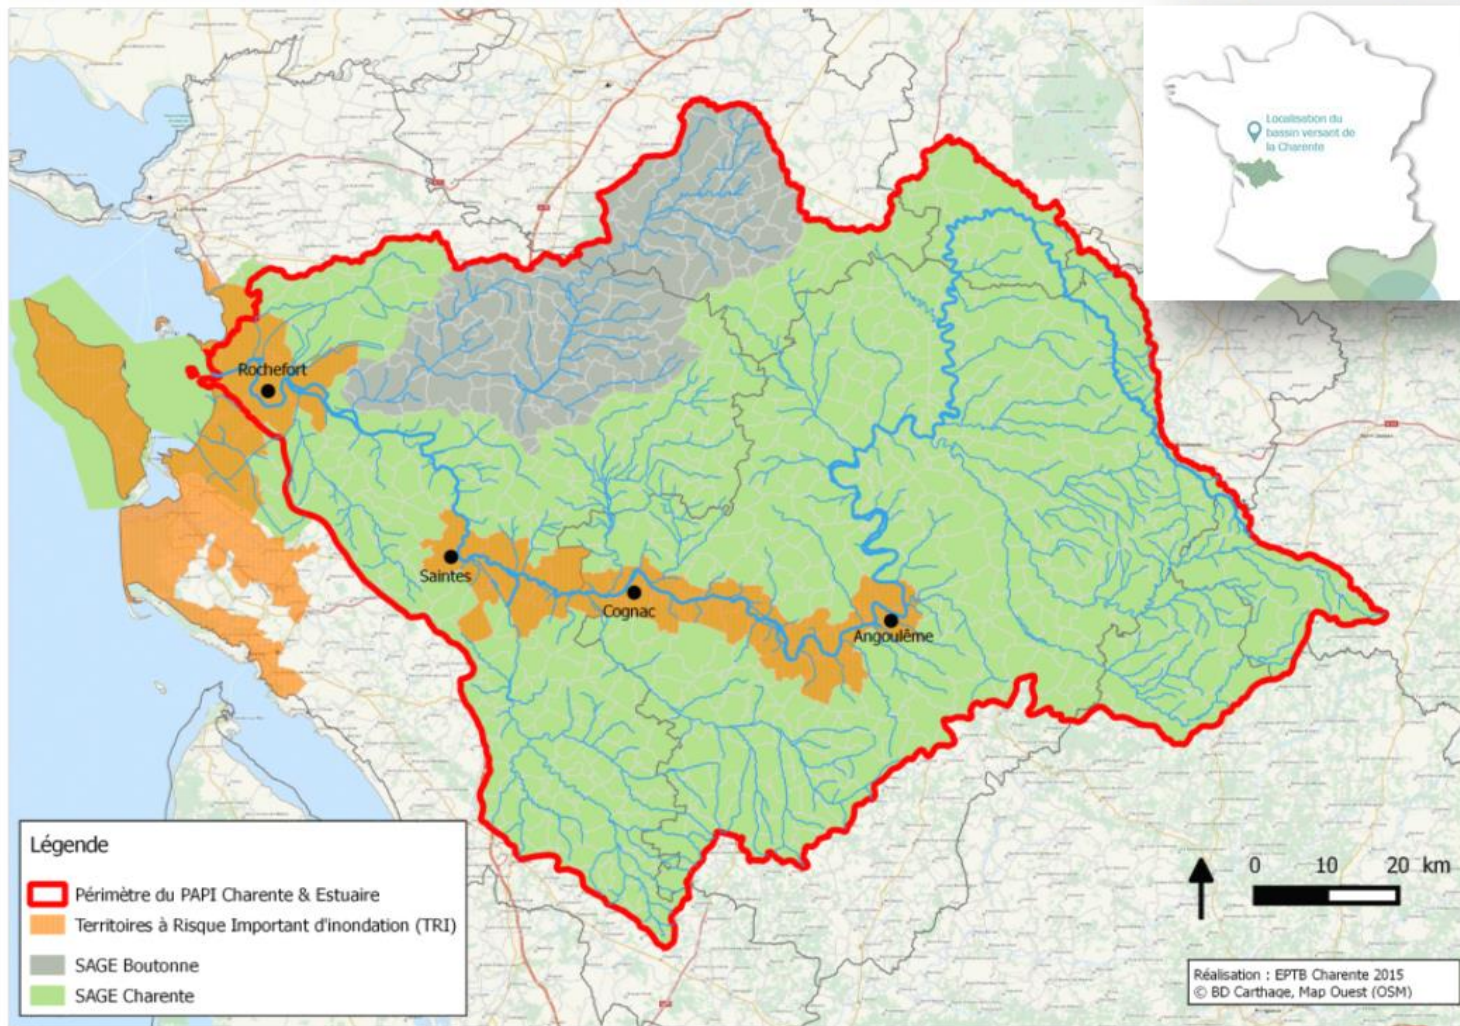 Localisation du
bassin versant de
la Charente
Rochefort
Saintes
Cognac
Angoulême
Légende
Périmètre du PAPI Charente & Estuaire
Territoires à Risque Important d'inondation (TRI)
SAGE Boutonne
SAGE Charente
0 10 20 km
Réalisation : EPTB Charente 2015
© BD Carthage, Map Quest (OSM)